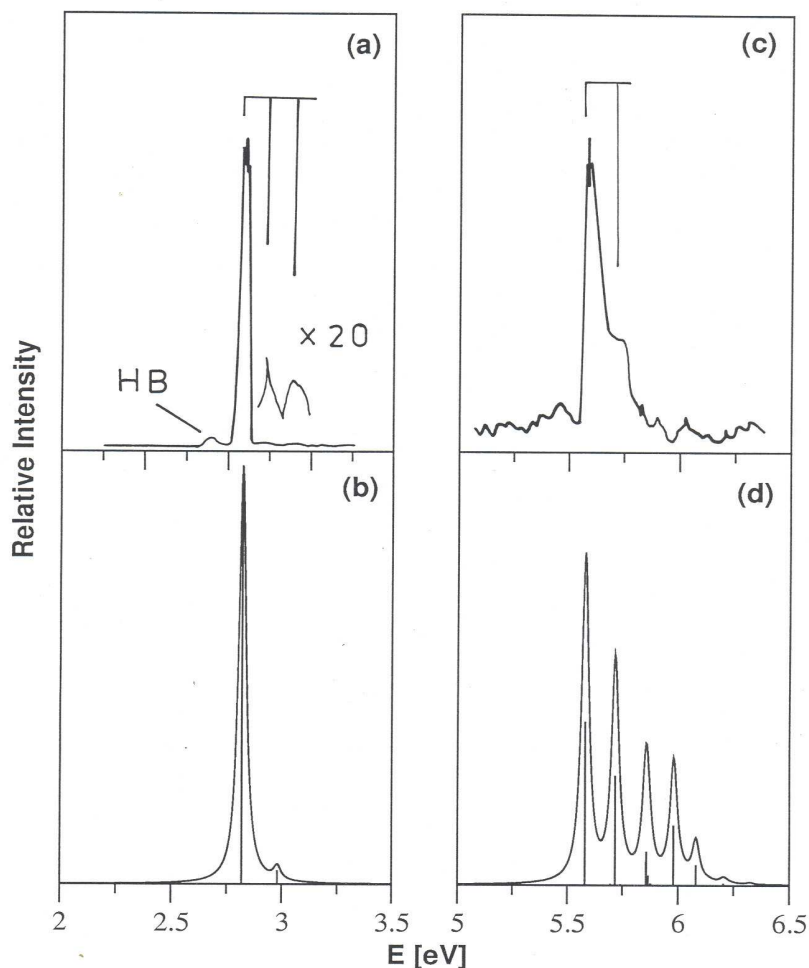 (a)
(c)
× 20
HB
Relative Intensity
(b)
(d)
2
2.5
3
3.5
5
5.5
6
6.5
E [eV]